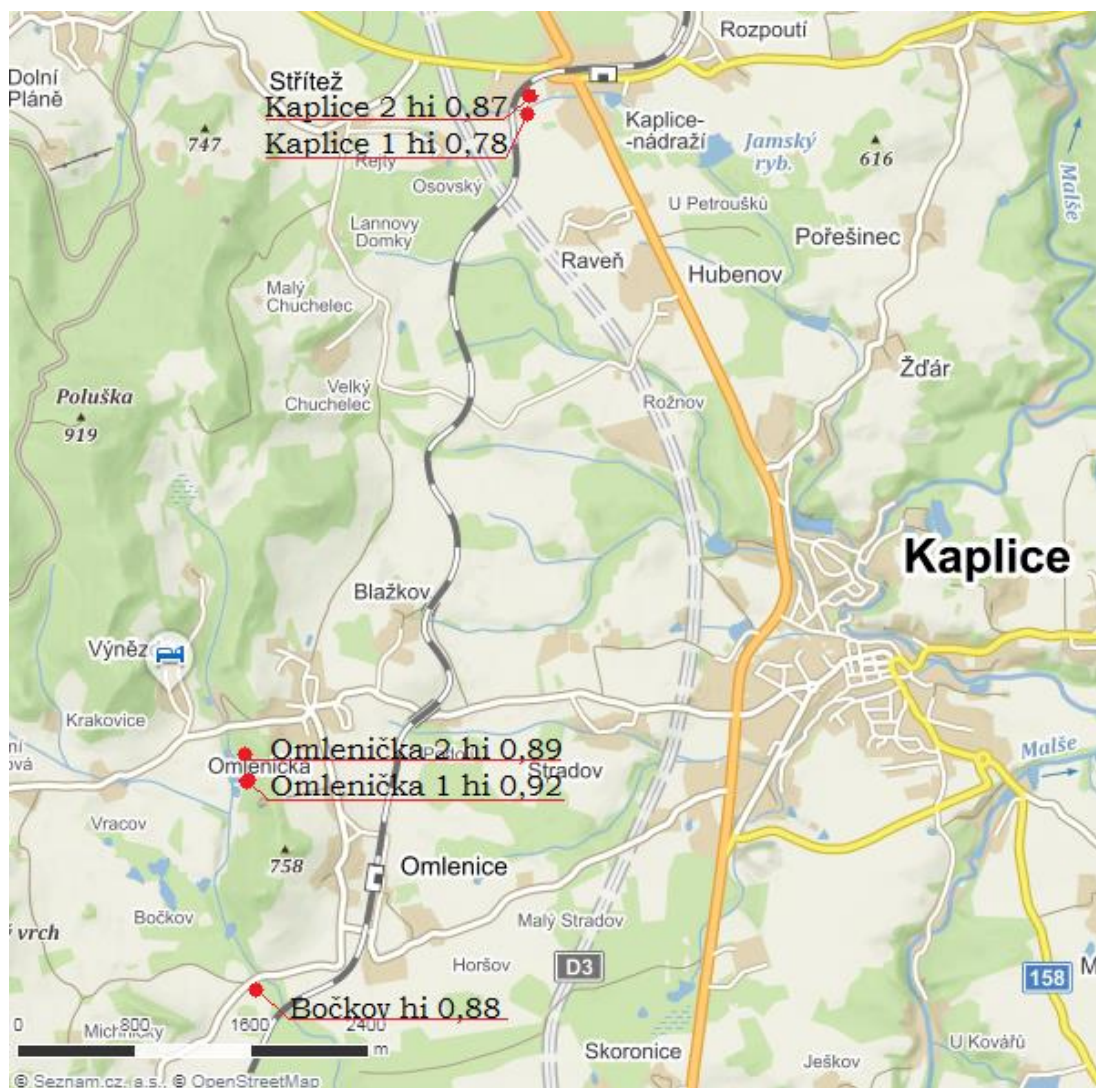 Rozpoutí
Dolní
Pláně
Střítež
Kaplice 2 hi 0,87
Kaplice 1 hi 0,78
747
Rejty
Kaplice-
-nádraží
Jamský
ryb.
616
Malše
Osovský
U Petroušků
Lannovy
Domky
Pořešinec
Raveň
Hubenov
Malý
Chuchelec
Žďár
Velký
Chuchelec
Rožnov
Poluška
919
Kaplice
Blažkov
Výněz
Krakovice
ní
ová
Omlenička 2 hi 0,89
Omlenička
Stradov
Malše
Omlenička 1 hi 0,92
Vracov
758
Omlenice
Bočkov
Malý Stradov
vrch
Horšov
D3
158
M
Bočkov hi 0,88
0 800 1600 2400
m
Michničky
Skoronice
Ješkov
U Kovářů
© Seznam.cz, a.s., © OpenStreetMap